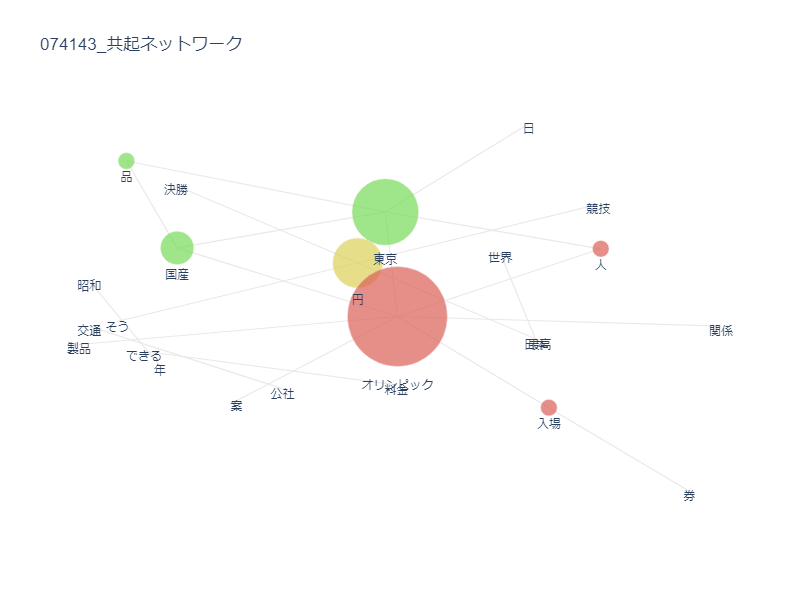 074143_共起ネットワーク
日
品
決勝
競技
東京
世界
人
国産
昭和
円
そう
交通
関係
製品
最高
できる
年
オリンピック
料金
公社
案
入場
券